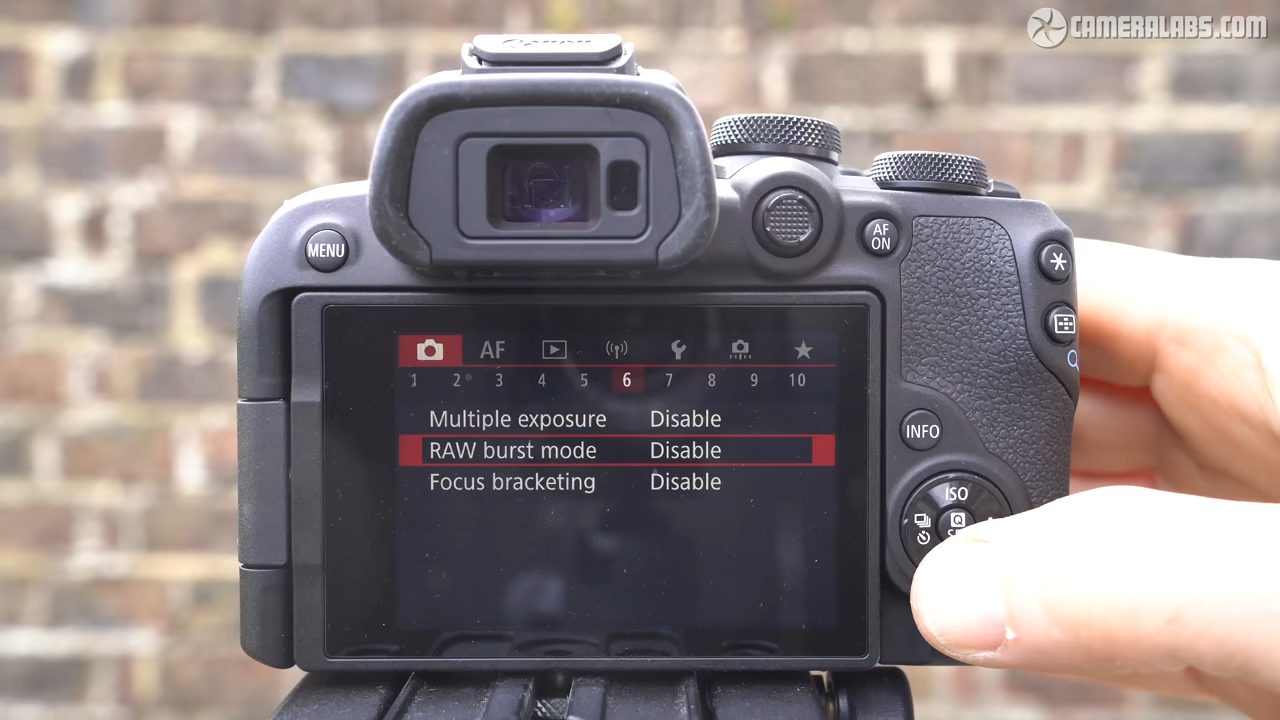 CAMERALABS.COM
Canon
MENU
AF
ON
AF
1 2 3 4 5 6 7 8 9 10
Multiple exposure Disable
RAW burst mode Disable
Focus bracketing Disable
INFO
ISO
Q